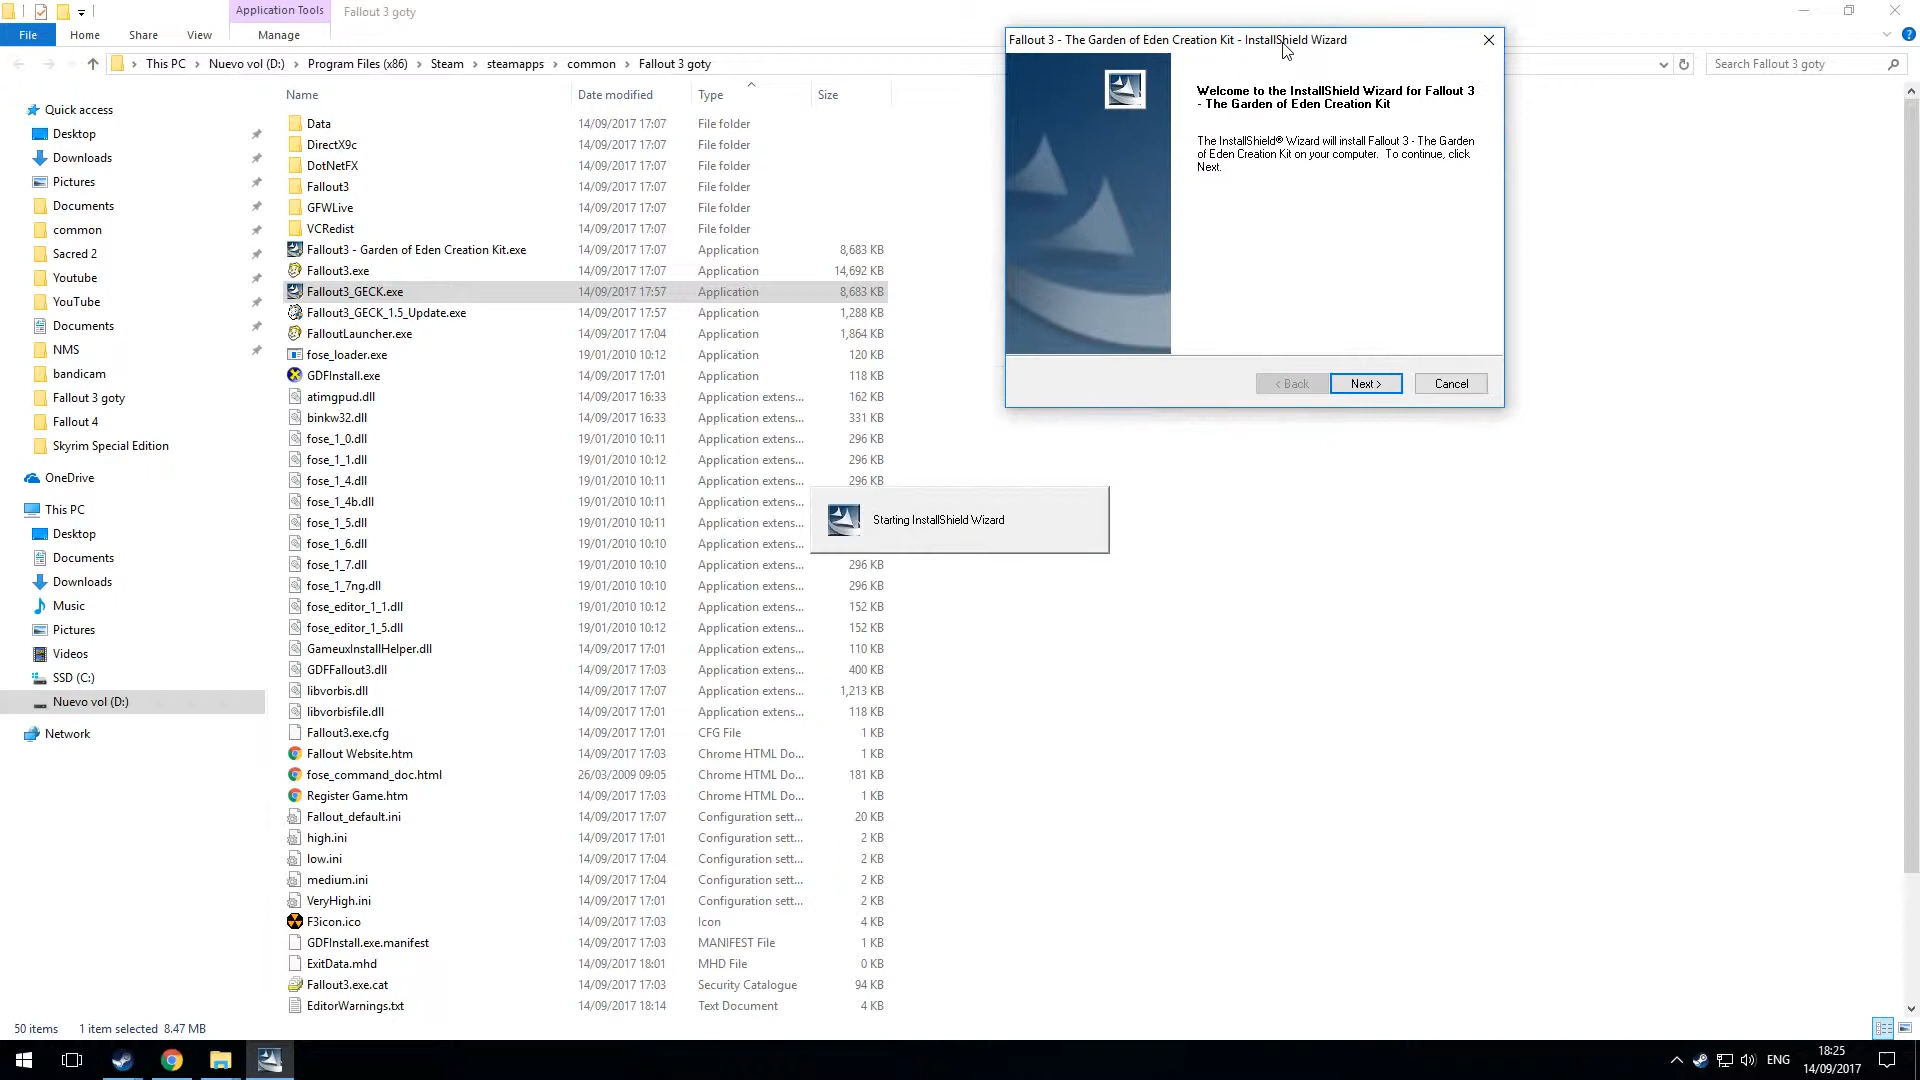 Application Tools
Fallout 3 goty
File
Home
Share
View
Manage
This PC
Nuevo vol (D:)
Program Files (x86)
Steam
steamapps
common
Fallout 3 goty
Search Fallout 3 goty
Name
Date modified
Type
Size
Quick access
Desktop
Downloads
Pictures
Documents
common
Sacred 2
Youtube
YouTube
Documents
NMS
bandicam
Fallout 3 goty
Fallout 4
Skyrim Special Edition
OneDrive
This PC
Desktop
Documents
Downloads
Music
Pictures
Videos
SSD (C:)
Nuevo vol (D:)
Network
Data 14/09/2017 17:07 File folder
DirectX9c 14/09/2017 17:07 File folder
DotNetFX 14/09/2017 17:07 File folder
Fallout3 14/09/2017 17:07 File folder
GFWLive 14/09/2017 17:07 File folder
VCRedist 14/09/2017 17:07 File folder
Fallout3 - Garden of Eden Creation Kit.exe 14/09/2017 17:07 Application 8,683 KB
Fallout3.exe 14/09/2017 17:07 Application 14,692 KB
Fallout3_GECK.exe 14/09/2017 17:57 Application 8,683 KB
Fallout3_GECK_1.5_Update.exe 14/09/2017 17:57 Application 1,288 KB
FalloutLauncher.exe 14/09/2017 17:04 Application 1,864 KB
fose_loader.exe 19/01/2010 10:12 Application 120 KB
GDFInstall.exe 14/09/2017 17:01 Application 118 KB
atimgpud.dll 14/09/2017 16:33 Application extens... 162 KB
binkw32.dll 14/09/2017 16:33 Application extens... 331 KB
fose_1_0.dll 19/01/2010 10:11 Application extens... 296 KB
fose_1_1.dll 19/01/2010 10:12 Application extens... 296 KB
fose_1_4.dll 19/01/2010 10:11 Application extens... 296 KB
fose_1_4b.dll 19/01/2010 10:11 Application extens...
fose_1_5.dll 19/01/2010 10:11 Application extens...
fose_1_6.dll 19/01/2010 10:10 Application extens...
fose_1_7.dll 19/01/2010 10:10 Application extens... 296 KB
fose_1_7ng.dll 19/01/2010 10:10 Application extens... 296 KB
fose_editor_1_1.dll 19/01/2010 10:12 Application extens... 152 KB
fose_editor_1_5.dll 19/01/2010 10:12 Application extens... 152 KB
GameuxInstallHelper.dll 14/09/2017 17:01 Application extens... 110 KB
GDFFallout3.dll 14/09/2017 17:03 Application extens... 400 KB
libvorbis.dll 14/09/2017 17:07 Application extens... 1,213 KB
libvorbisfile.dll 14/09/2017 17:01 Application extens... 118 KB
Fallout3.exe.cfg 14/09/2017 17:01 CFG File 1 KB
Fallout Website.htm 14/09/2017 17:03 Chrome HTML Do... 1 KB
fose_command_doc.html 26/03/2009 09:05 Chrome HTML Do... 181 KB
Register Game.htm 14/09/2017 17:03 Chrome HTML Do... 1 KB
Fallout_default.ini 14/09/2017 17:07 Configuration sett... 20 KB
high.ini 14/09/2017 17:01 Configuration sett... 2 KB
low.ini 14/09/2017 17:04 Configuration sett... 2 KB
medium.ini 14/09/2017 17:04 Configuration sett... 2 KB
VeryHigh.ini 14/09/2017 17:01 Configuration sett... 2 KB
F3icon.ico 14/09/2017 17:03 Icon 4 KB
GDFInstall.exe.manifest 14/09/2017 17:03 MANIFEST File 1 KB
ExitData.mhd 14/09/2017 18:01 MHD File 0 KB
Fallout3.exe.cat 14/09/2017 17:03 Security Catalogue 94 KB
EditorWarnings.txt 14/09/2017 18:14 Text Document 4 KB
Fallout 3 - The Garden of Eden Creation Kit - InstallShield Wizard
Welcome to the InstallShield Wizard for Fallout 3
- The Garden of Eden Creation Kit
The InstallShield® Wizard will install Fallout 3 - The Garden
of Eden Creation Kit on your computer. To continue, click
Next.
< Back
Next >
Cancel
Starting InstallShield Wizard
50 items
1 item selected 8.47 MB
ENG
18:25
14/09/2017